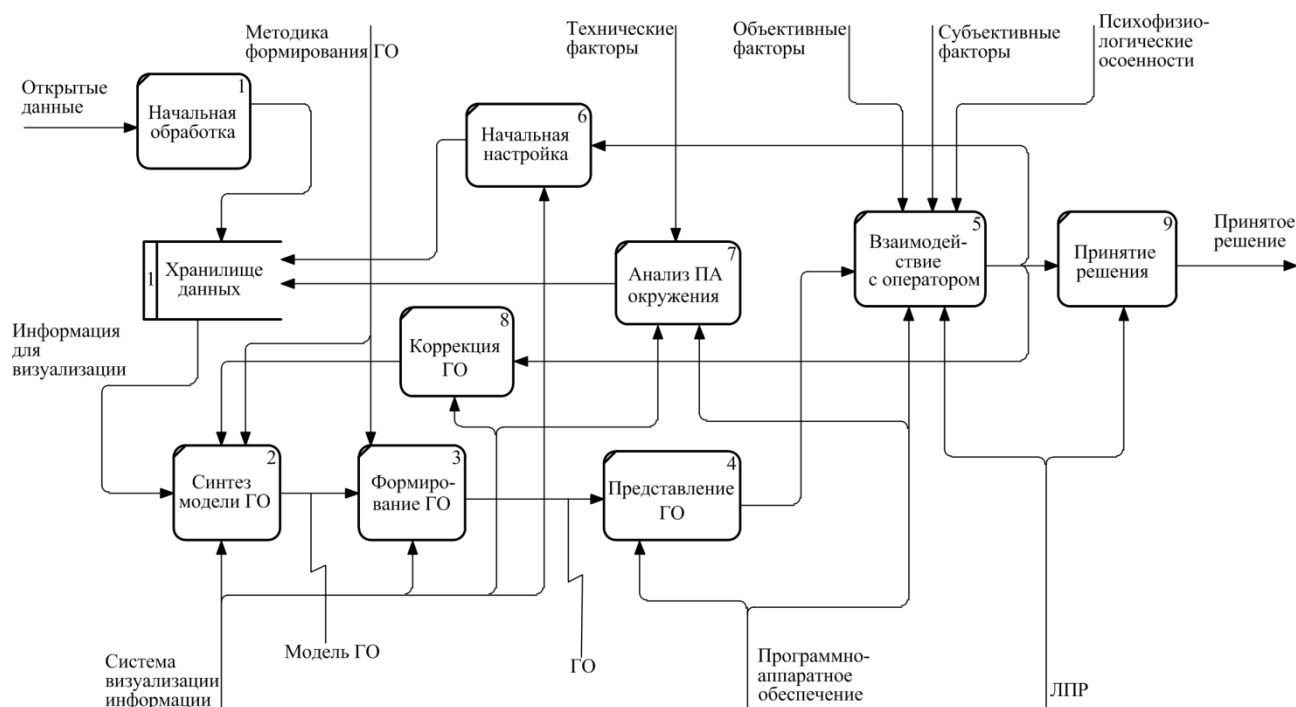 Методика
формирования ГО
Технические
факторы
Объективные
факторы
Субъективные
факторы
Психофизио-
логические
осоенности
Открытые
данные
1
Начальная
обработка
6
Начальная
настройка
5
Взаимодей-
ствие
с оператором
9
Принятие
решения
Принятое
решение
1
Хранилище
данных
7
Анализ ПА
окружения
8
Коррекция
ГО
Информация
для
визуализации
2
Синтез
модели ГО
3
Формиро-
вание ГО
4
Представление
ГО
Модель ГО
ГО
Система
визуализации
информации
Программно-
аппаратное
обеспечение
ЛПР